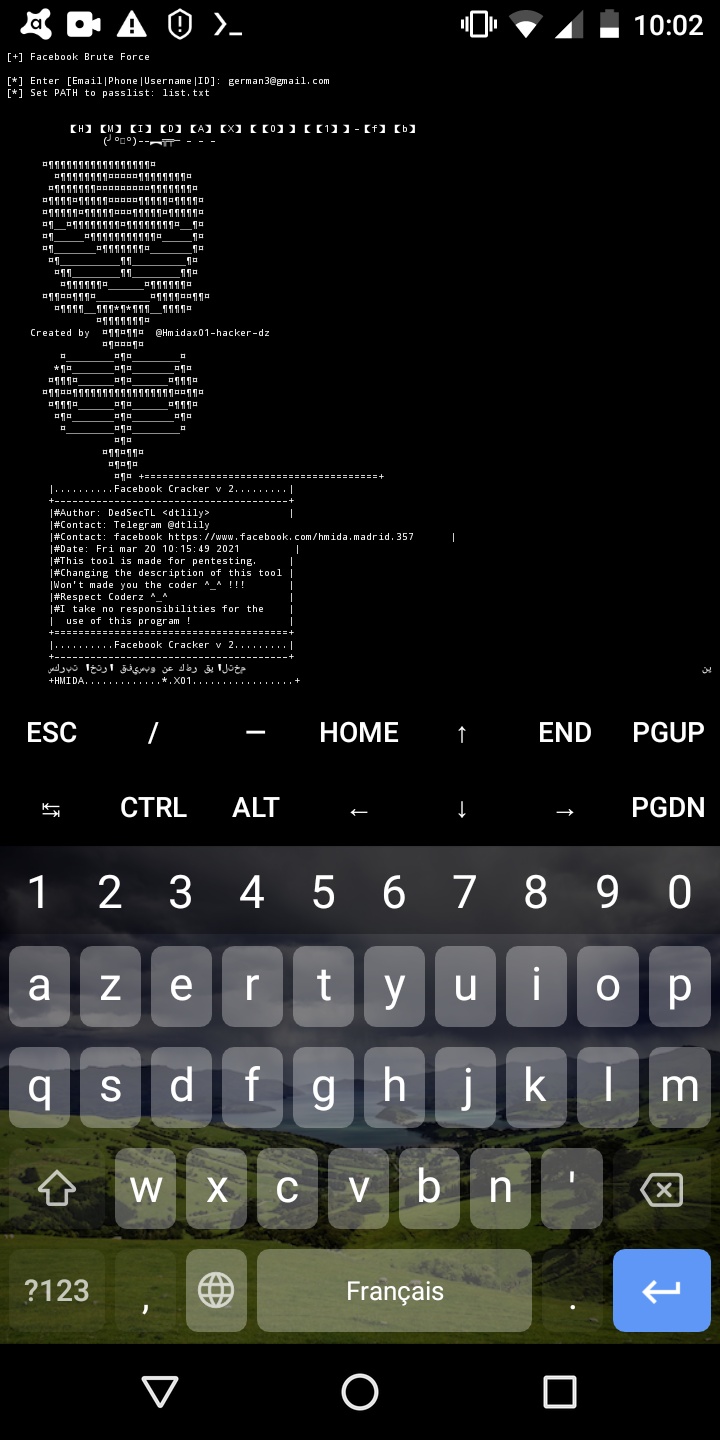 10:02
[+] Facebook Brute Force
[*] Enter [Email|Phone|Username|ID]: german3@gmail.com
[*] Set PATH to passlist: list.txt
【H】【M】【I】【D】【A】【X】【【0】】【【1】】-【f】【b】
Created by @Hmidax01-hacker-dz
|..........Facebook Cracker v 2.........|
|#Author: DedSecTL <dtlily> |
|#Contact: Telegram @dtlily
|#Contact: facebook https://www.facebook.com/hmida.madrid.357 |
|#Date: Fri mar 20 10:15:49 2021 |
|#This tool is made for pentesting. |
|#Changing the description of this tool |
|Won't made you the coder ^_^ !!! |
|#Respect Coderz ^_^ |
|#I take no responsibilities for the |
| use of this program ! |
|..........Facebook Cracker v 2.........|
+HMIDA.............*.X01.................+
ESC / — HOME ↑ END PGUP
↹ CTRL ALT ← ↓ → PGDN
1 2 3 4 5 6 7 8 9 0
a z e r t y u i o p
q s d f g h j k l m
w x c v b n '
?123 , Français .